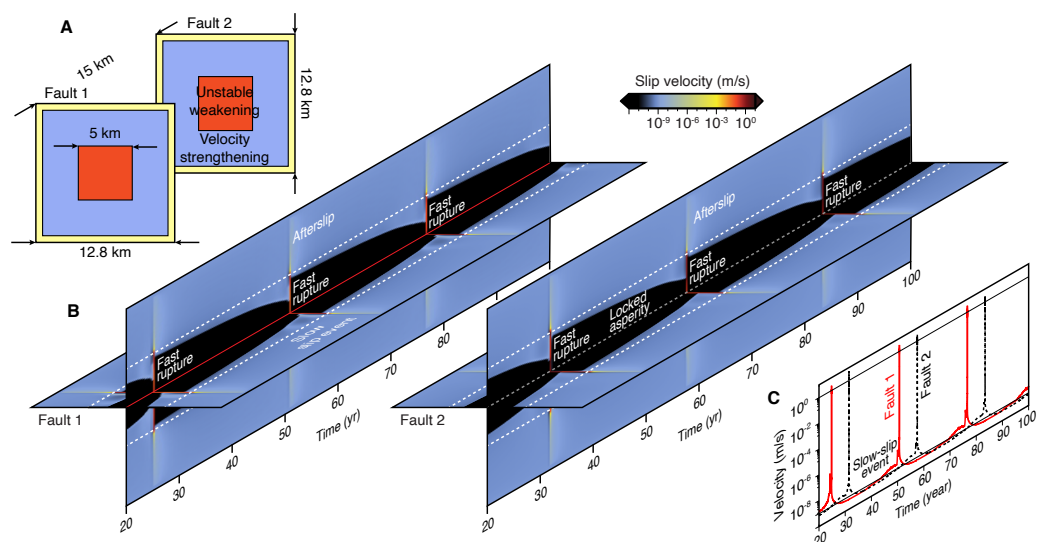 A
Fault 2
15 km
Fault 1
5 km
Unstable
weakening
Velocity
strengthening
12.8 km
12.8 km
Slip velocity (m/s)
10⁻⁹ 10⁻⁶ 10⁻³ 10⁰
B
Afterslip
Fast
rupture
Fast
rupture
Fast
rupture
Slow
slip event
Fault 1
20
30
40
50
60
70
80
Time (yr)
Afterslip
Fast
rupture
Fast
rupture
Fast
rupture
Locked
asperity
Fault 2
20
30
40
50
60
70
80
90
100
Time (yr)
C
Fault 1
Fault 2
Slow-slip
event
Velocity (m/s)
10⁰
10⁻²
10⁻⁴
10⁻⁶
10⁻⁸
20 30 40 50 60 70 80 90 100
Time (year)